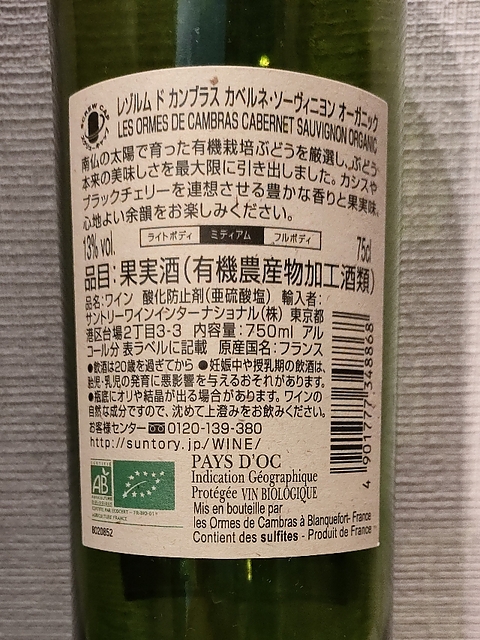 SCREW CAP
レゾルム ド カンブラス カベルネ・ソーヴィニヨン オーガニック
LES ORMES DE CAMBRAS CABERNET SAUVIGNON ORGANIC
南仏の太陽で育った有機栽培ぶどうを厳選し、ぶどう
本来の美味しさを最大限に引き出しました。カシスや
ブラックチェリーを連想させる豊かな香りと果実味、
心地よい余韻をお楽しみください。
13% vol. ライトボディ ミディアム フルボディ 75cl
品目:果実酒(有機農産物加工酒類)
品名:ワイン 酸化防止剤(亜硫酸塩) 輸入者:
サントリーワインインターナショナル(株) 東京都
港区台場2丁目3-3 内容量:750ml アル
コール分 表ラベルに記載 原産国名:フランス
●飲酒は20歳を過ぎてから ●妊娠中や授乳期の飲酒は、
胎児・乳児の発育に悪影響を与えるおそれがあります。
●瓶底にオリや結晶が出る場合があります。ワインの
自然な成分ですので、沈めて上澄みをお飲みください。
お客様センター 0120-139-380
http://suntory.jp/WINE/
4 901777 348868
AB
CERTIFIÉ PAR ECOCERT - FR-BIO-01
AGRICULTURE FRANCE
BC20852
PAYS D'OC
Indication Géographique
Protégée VIN BIOLOGIQUE
Mis en bouteille par
les Ormes de Cambras à Blanquefort- France
Contient des sulfites - Produit de France